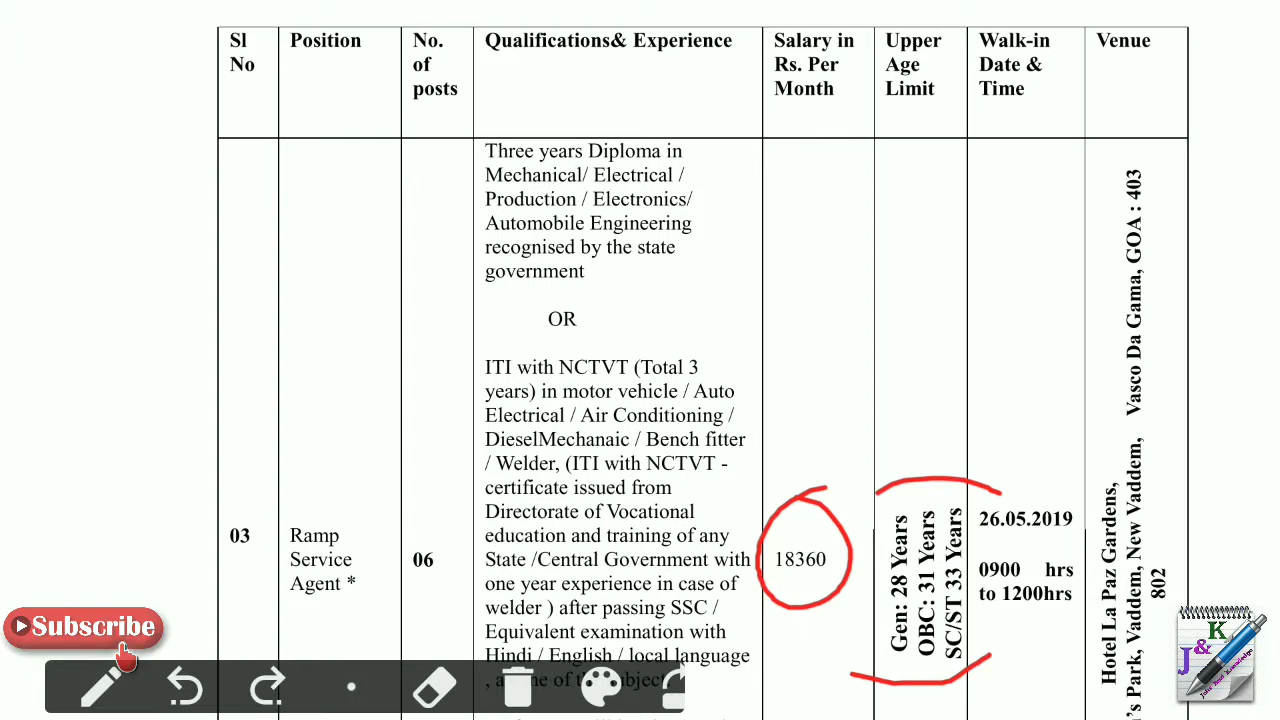 Sl
No
Position
No.
of
posts
Qualifications& Experience
Salary in
Rs. Per
Month
Upper
Age
Limit
Walk-in
Date &
Time
Venue
03
Ramp
Service
Agent *
06
Three years Diploma in
Mechanical/ Electrical /
Production / Electronics/
Automobile Engineering
recognised by the state
government
OR
ITI with NCTVT (Total 3
years) in motor vehicle / Auto
Electrical / Air Conditioning /
DieselMechanaic / Bench fitter
/ Welder, (ITI with NCTVT -
certificate issued from
Directorate of Vocational
education and training of any
State /Central Government with
one year experience in case of
welder ) after passing SSC /
Equivalent examination with
Hindi / English / local language
18360
Gen: 28 Years
OBC: 31 Years
SC/ST 33 Years
26.05.2019
0900 hrs
to 1200hrs
Hotel La Paz Gardens,
's Park, Vaddem, New Vaddem, Vasco Da Gama, GOA : 403
802
Subscribe
J&K